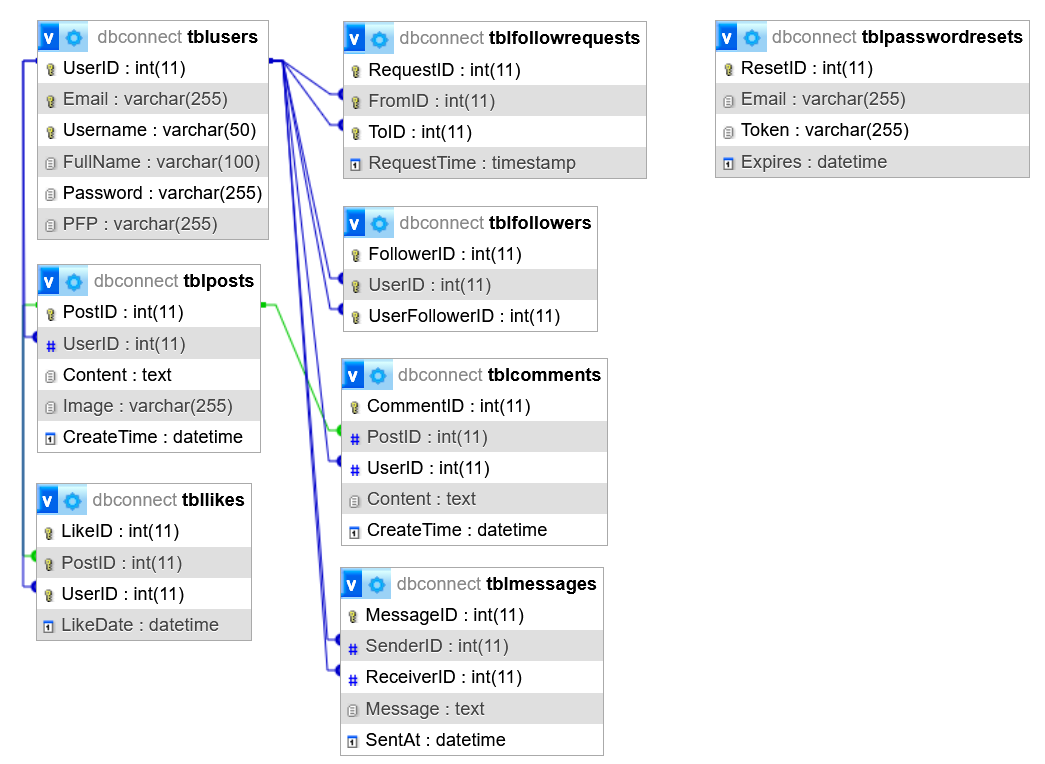 v dbconnect tblusers
UserID : int(11)
Email : varchar(255)
Username : varchar(50)
FullName : varchar(100)
Password : varchar(255)
PFP : varchar(255)
v dbconnect tblposts
PostID : int(11)
# UserID : int(11)
Content : text
Image : varchar(255)
CreateTime : datetime
v dbconnect tbllikes
LikeID : int(11)
PostID : int(11)
UserID : int(11)
LikeDate : datetime
v dbconnect tblfollowrequests
RequestID : int(11)
FromID : int(11)
ToID : int(11)
RequestTime : timestamp
v dbconnect tblfollowers
FollowerID : int(11)
UserID : int(11)
UserFollowerID : int(11)
v dbconnect tblcomments
CommentID : int(11)
# PostID : int(11)
# UserID : int(11)
Content : text
CreateTime : datetime
v dbconnect tblmessages
MessageID : int(11)
# SenderID : int(11)
# ReceiverID : int(11)
Message : text
SentAt : datetime
v dbconnect tblpasswordresets
ResetID : int(11)
Email : varchar(255)
Token : varchar(255)
Expires : datetime